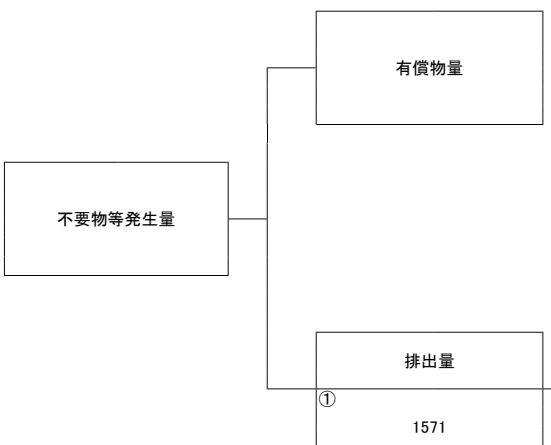 有償物量
不要物等発生量
排出量
①
1571